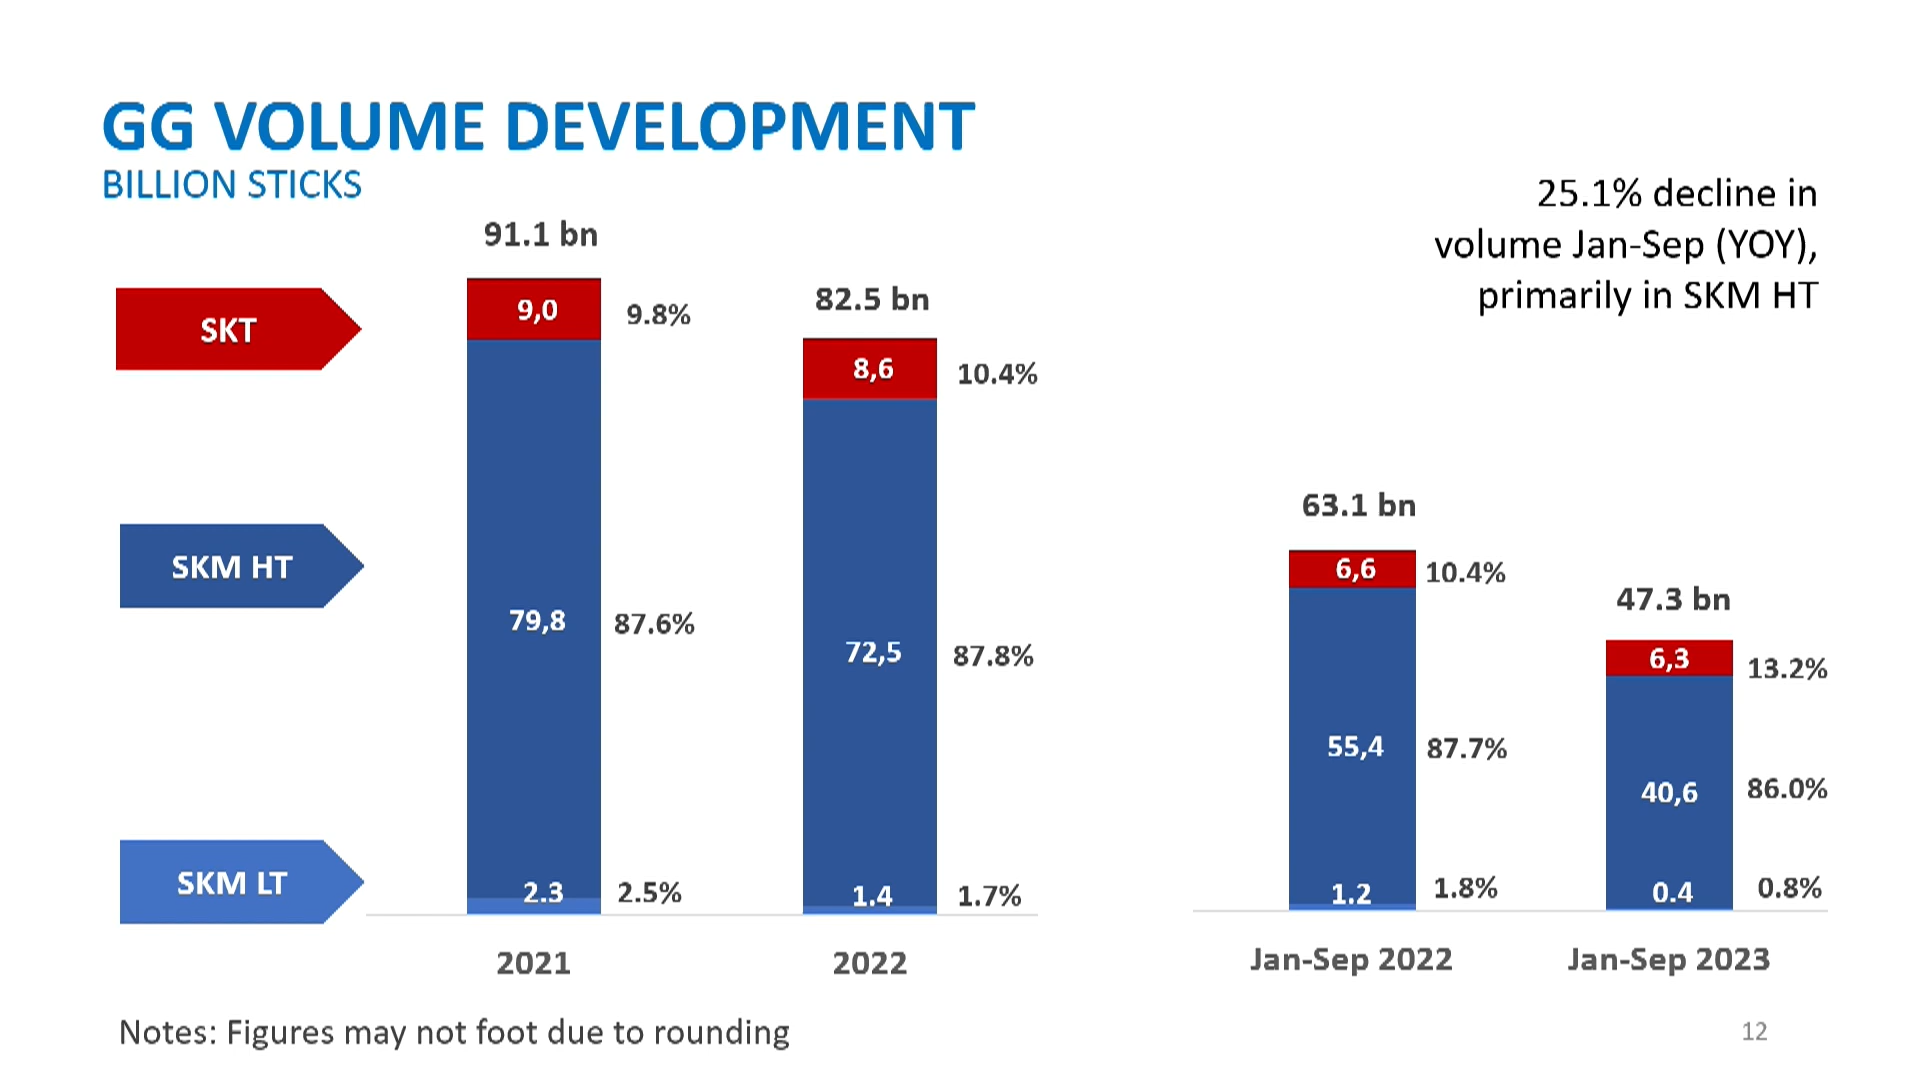 GG VOLUME DEVELOPMENT
BILLION STICKS
25.1% decline in
volume Jan-Sep (YOY),
primarily in SKM HT
SKT
SKM HT
SKM LT
91.1 bn
9,0
9.8%
79,8
87.6%
2.3
2.5%
2021
82.5 bn
8,6
10.4%
72,5
87.8%
1.4
1.7%
2022
63.1 bn
6,6
10.4%
55,4
87.7%
1.2
1.8%
Jan-Sep 2022
47.3 bn
6,3
13.2%
40,6
86.0%
0.4
0.8%
Jan-Sep 2023
Notes: Figures may not foot due to rounding
12